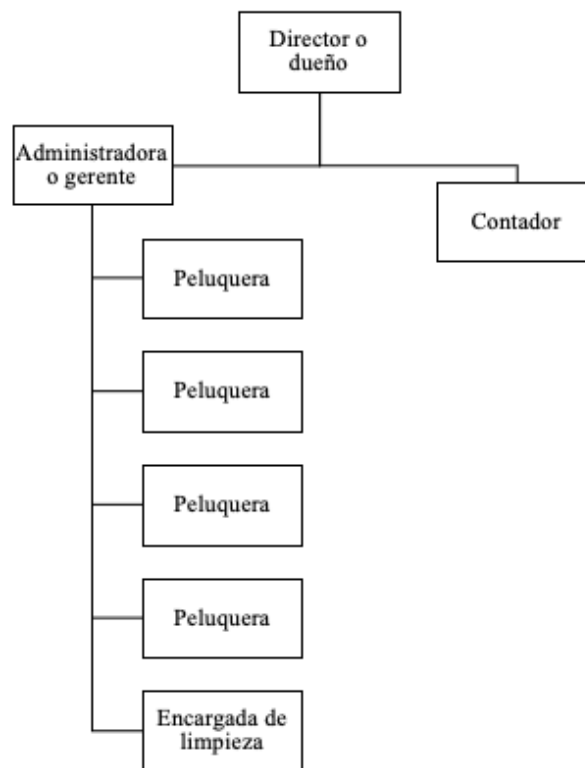 Director o
dueño
Administradora
o gerente
Contador
Peluquera
Peluquera
Peluquera
Peluquera
Encargada de
limpieza